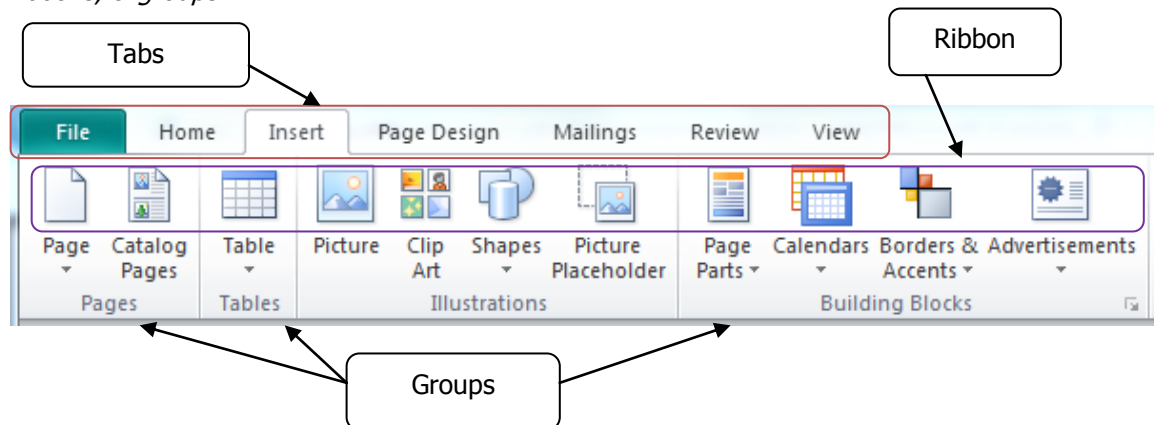 Tabs
Ribbon
File Home Insert Page Design Mailings Review View
Page Catalog Table Picture Clip Shapes Picture Page Calendars Borders & Advertisements
Pages Art Placeholder Parts Accents
Pages Tables Illustrations Building Blocks
Groups